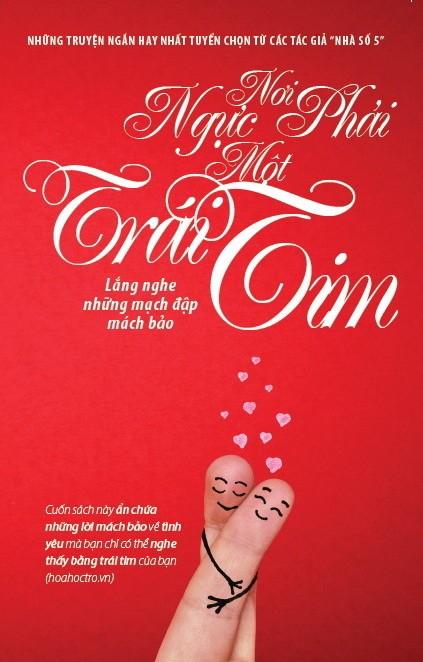 NHỮNG TRUYỆN NGẮN HAY NHẤT TUYỂN CHỌN TỪ CÁC TÁC GIẢ “NHÀ SỐ 5”
Nơi
Ngực Phải
Một
Trái Tim
Lắng nghe
những mạch đập
mách bảo
Cuốn sách này ẩn chứa
những lời mách bảo về tình
yêu mà bạn chỉ có thể nghe
thấy bằng trái tim của bạn
(hoahoctro.vn)